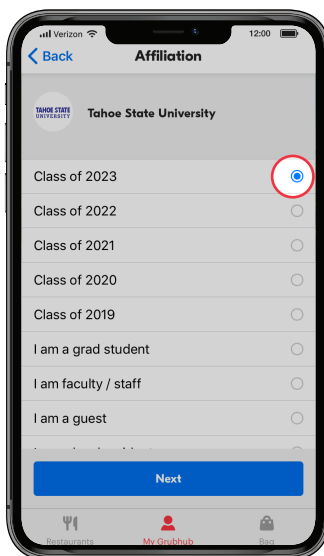 Verizon 12:00
Back Affiliation
TAHOE STATE
UNIVERSITY
Tahoe State University
Class of 2023
Class of 2022
Class of 2021
Class of 2020
Class of 2019
I am a grad student
I am faculty / staff
I am a guest
Next
Restaurants My Grubhub Bag